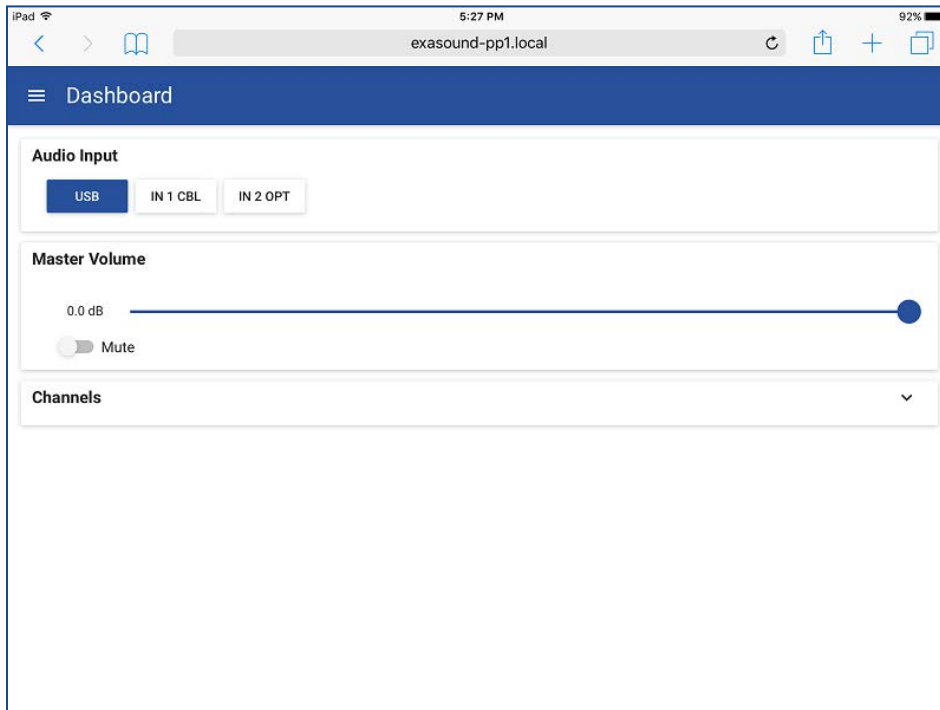 iPad 5:27 PM 92%
exasound-pp1.local
Dashboard
Audio Input
USB IN 1 CBL IN 2 OPT
Master Volume
0.0 dB
Mute
Channels